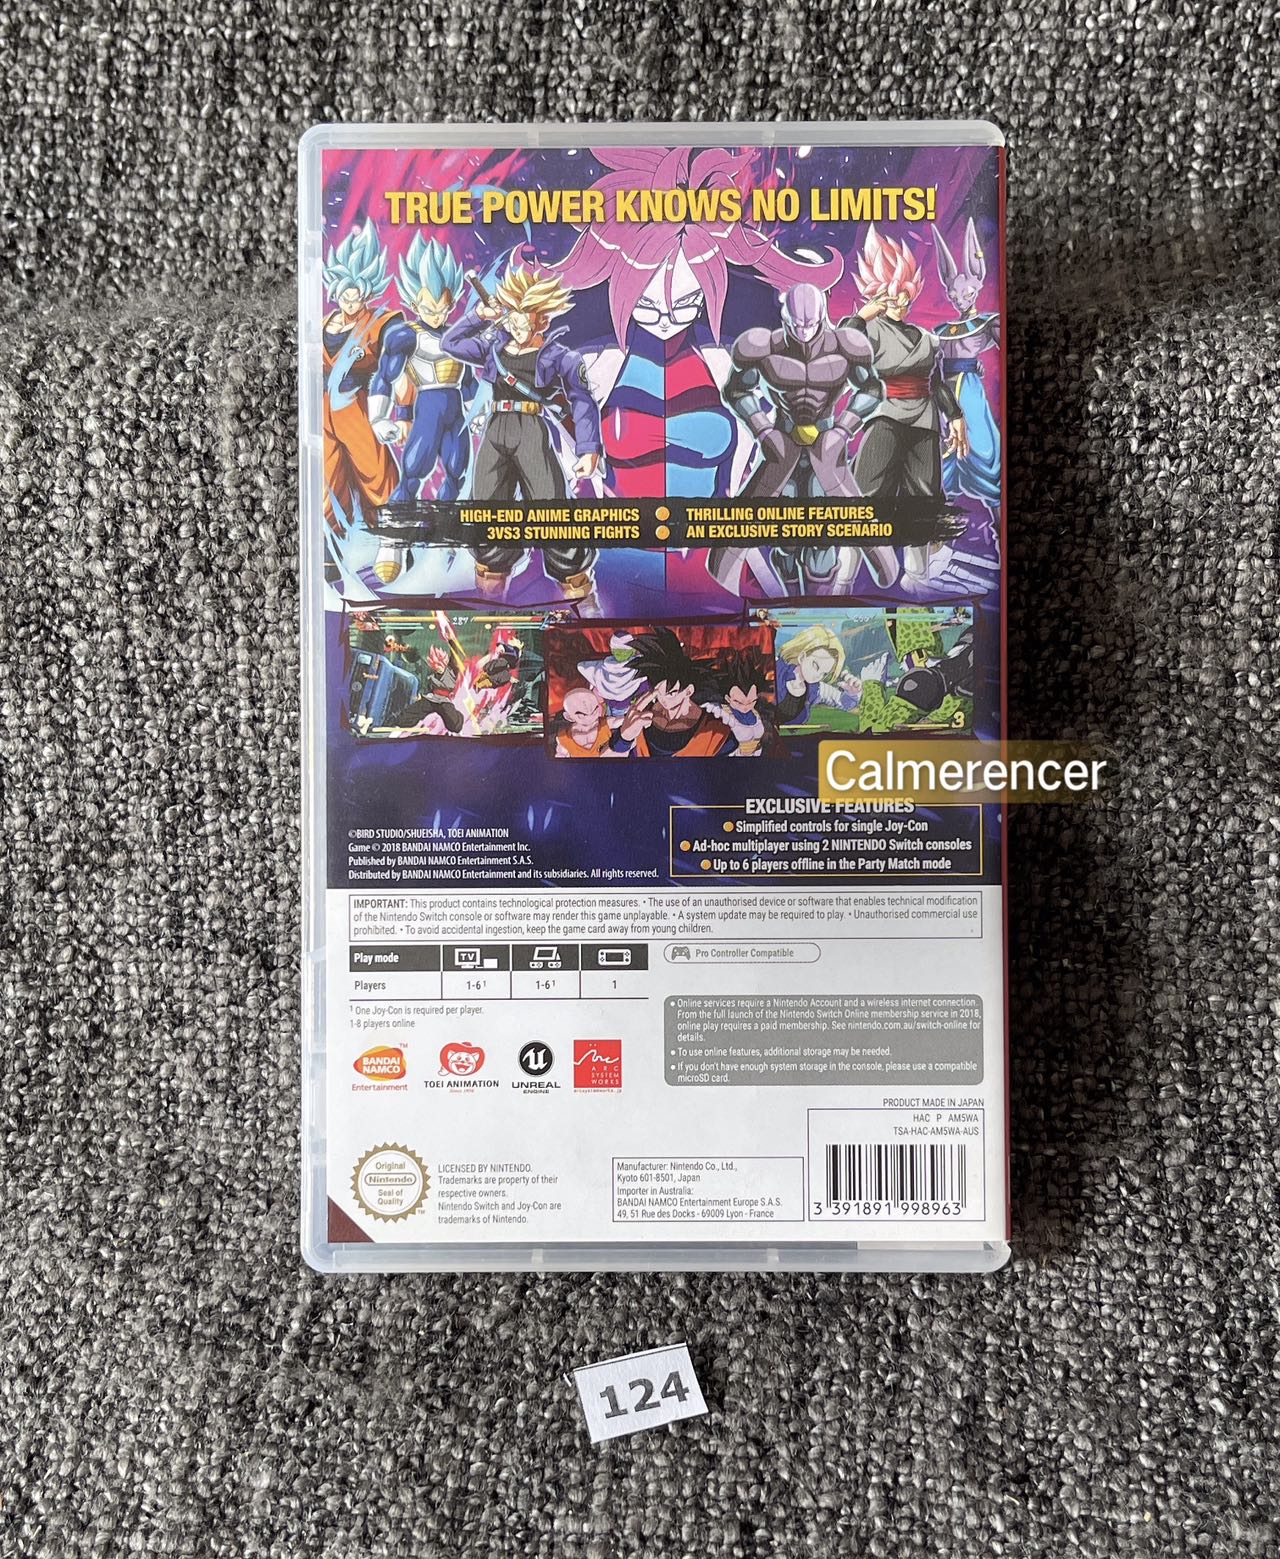 TRUE POWER KNOWS NO LIMITS!
HIGH-END ANIME GRAPHICS
3VS3 STUNNING FIGHTS
THRILLING ONLINE FEATURES
AN EXCLUSIVE STORY SCENARIO
3
Calmerencer
EXCLUSIVE FEATURES
Simplified controls for single Joy-Con
Ad-hoc multiplayer using 2 NINTENDO Switch consoles
Up to 6 players offline in the Party Match mode
©BIRD STUDIO/SHUEISHA, TOEI ANIMATION
Game © 2018 BANDAI NAMCO Entertainment Inc.
Published by BANDAI NAMCO Entertainment S.A.S.
Distributed by BANDAI NAMCO Entertainment and its subsidiaries. All rights reserved.
IMPORTANT: This product contains technological protection measures. • The use of an unauthorised device or software that enables technical modification
of the Nintendo Switch console or software may render this game unplayable. • A system update may be required to play. • Unauthorised commercial use
prohibited. • To avoid accidental ingestion, keep the game card away from young children.
Play mode TV
Players 1-6¹ 1-6¹ 1
¹ One Joy-Con is required per player.
1-8 players online
Pro Controller Compatible
• Online services require a Nintendo Account and a wireless internet connection.
From the full launch of the Nintendo Switch Online membership service in 2018,
online play requires a paid membership. See nintendo.com.au/switch-online for
details.
• To use online features, additional storage may be needed.
• If you don't have enough system storage in the console, please use a compatible
microSD card.
BANDAI
NAMCO
Entertainment
TM
TOEI ANIMATION
Since 1956
UNREAL
ENGINE
ARC
SYSTEM
WORKS
arcsystemworks.jp
PRODUCT MADE IN JAPAN
HAC P AM5WA
TSA-HAC-AM5WA-AUS
3 391891 998963
Original
Nintendo
Seal of
Quality
TM
LICENSED BY NINTENDO.
Trademarks are property of their
respective owners.
Nintendo Switch and Joy-Con are
trademarks of Nintendo.
Manufacturer: Nintendo Co., Ltd.,
Kyoto 601-8501, Japan
Importer in Australia:
BANDAI NAMCO Entertainment Europe S.A.S.
49, 51 Rue des Docks - 69009 Lyon - France
124